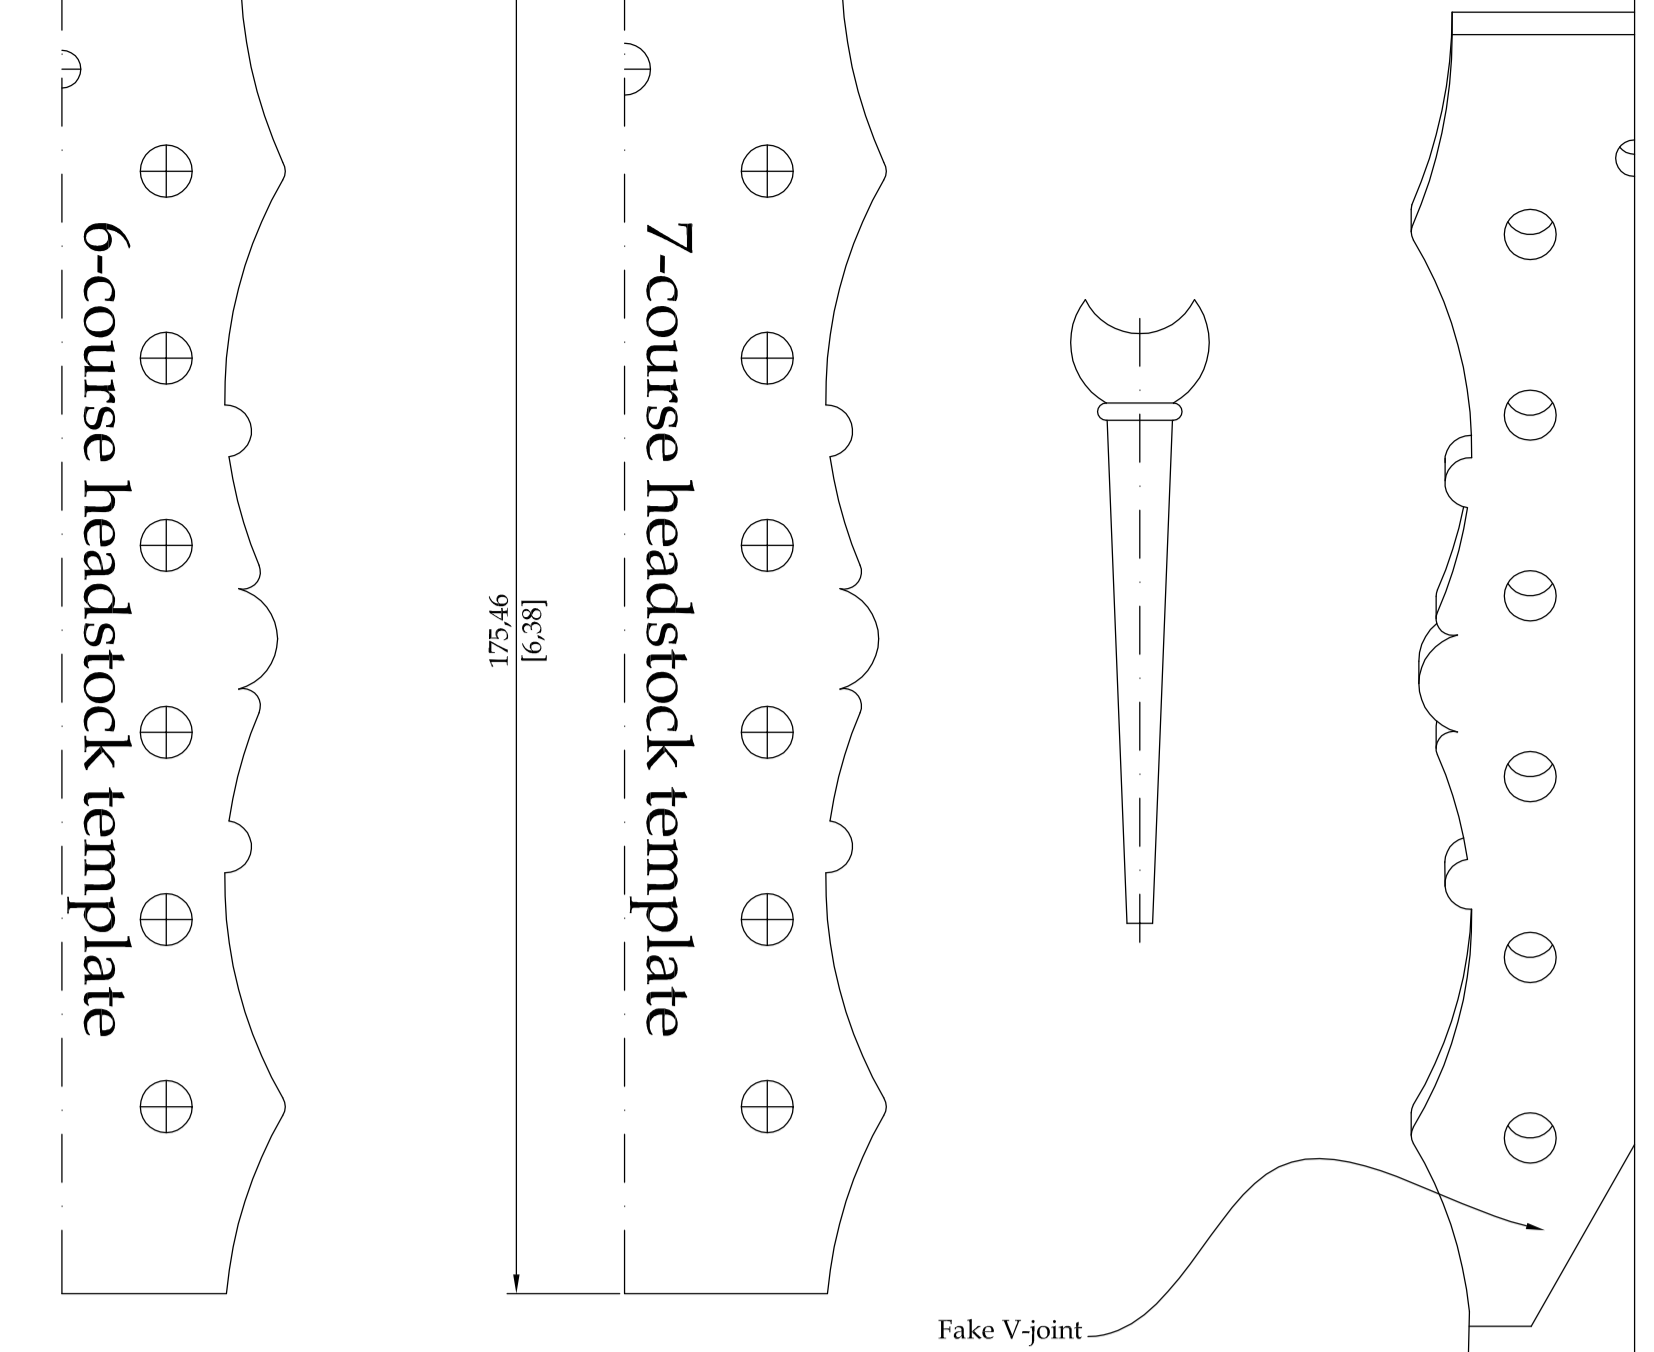 6-course headstock template
175,46
[6,38]
7-course headstock template
Fake V-joint